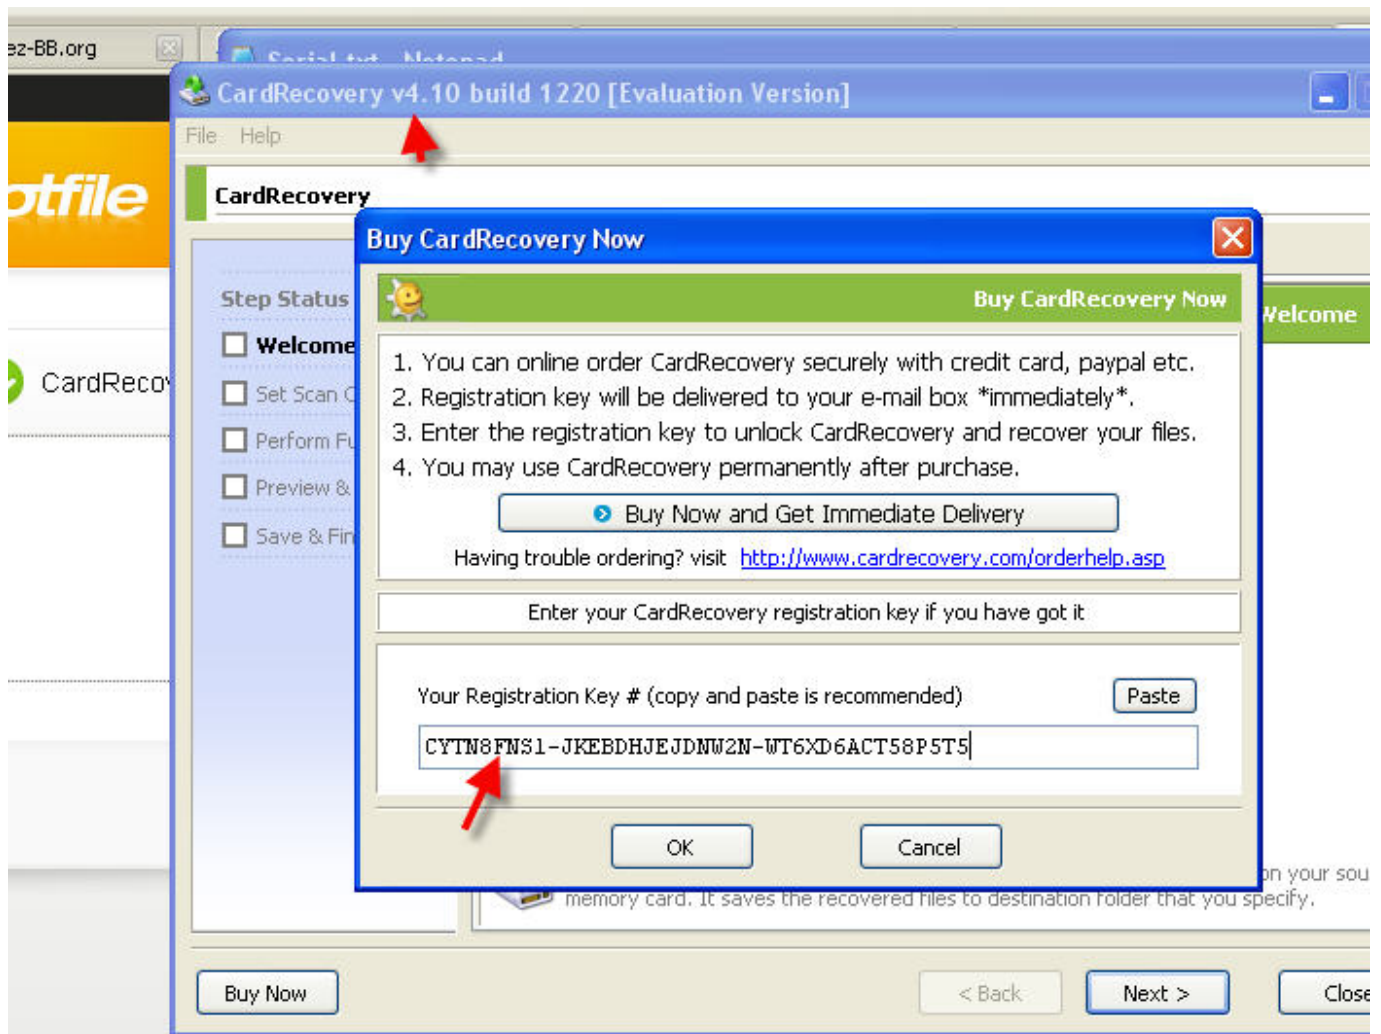 ez-BB.org
Serial.txt - Notepad
CardRecovery v4.10 build 1220 [Evaluation Version]
File Help
otfile
CardRecovery
Buy CardRecovery Now
Buy CardRecovery Now
Welcome
Step Status
Welcome
Set Scan
Perform Fu
Preview &
Save & Fin
CardRecov
1. You can online order CardRecovery securely with credit card, paypal etc.
2. Registration key will be delivered to your e-mail box *immediately*.
3. Enter the registration key to unlock CardRecovery and recover your files.
4. You may use CardRecovery permanently after purchase.
Buy Now and Get Immediate Delivery
Having trouble ordering? visit http://www.cardrecovery.com/orderhelp.asp
Enter your CardRecovery registration key if you have got it
Your Registration Key # (copy and paste is recommended)
Paste
CYTN8FNS1-JKEBDHJEJDNW2N-WT6XD6ACT58P5T5
OK Cancel
on your sou
memory card. It saves the recovered files to destination folder that you specify.
Buy Now
< Back Next > Close